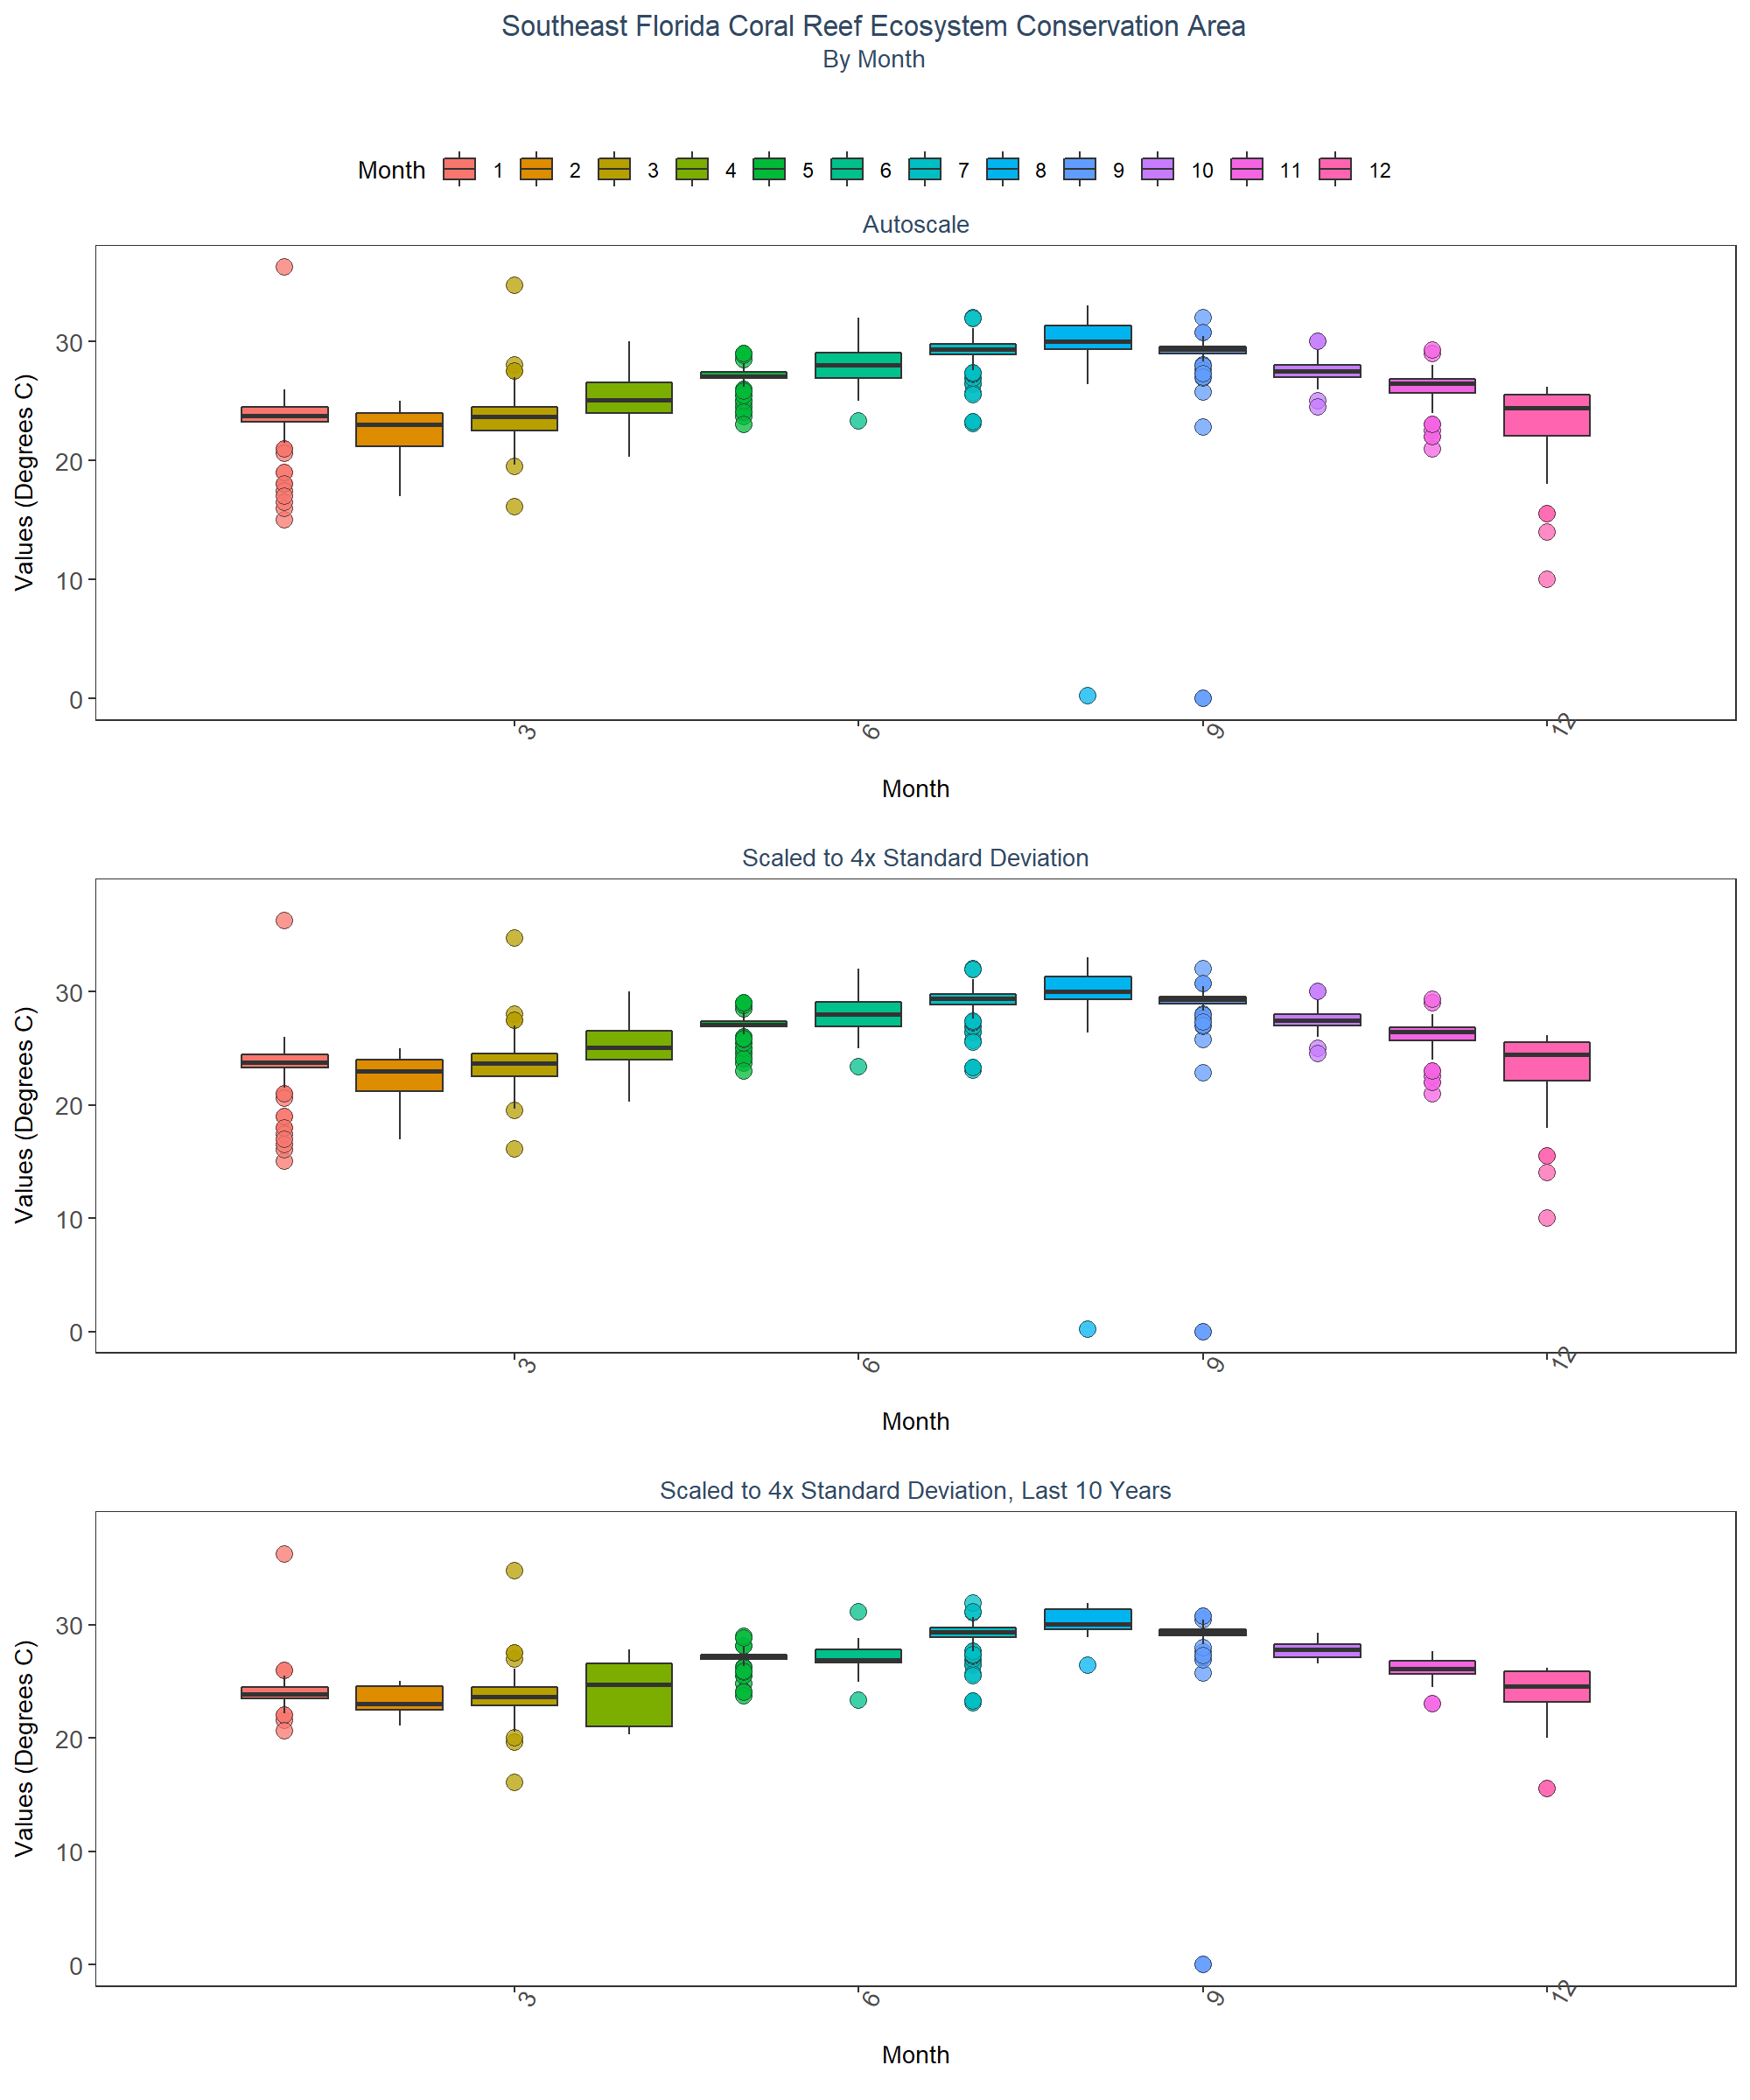 Southeast Florida Coral Reef Ecosystem Conservation Area
By Month
Month 1 2 3 4 5 6 7 8 9 10 11 12
Autoscale
Values (Degrees C)
30
20
10
0
3 6 9 12
Month
Scaled to 4x Standard Deviation
Values (Degrees C)
30
20
10
0
3 6 9 12
Month
Scaled to 4x Standard Deviation, Last 10 Years
Values (Degrees C)
30
20
10
0
3 6 9 12
Month